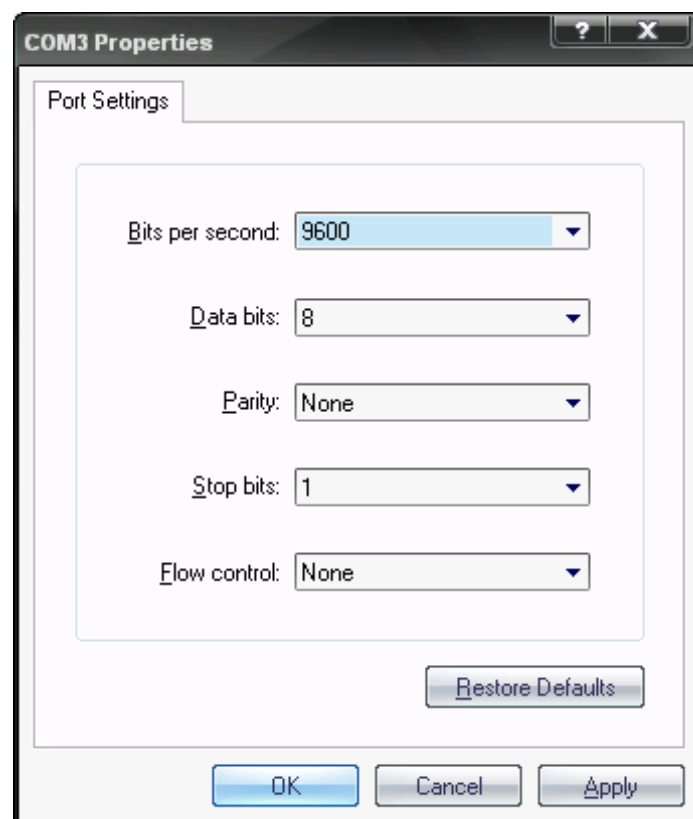 COM3 Properties
?
X
Port Settings
Bits per second: 9600
Data bits: 8
Parity: None
Stop bits: 1
Flow control: None
Restore Defaults
OK Cancel Apply